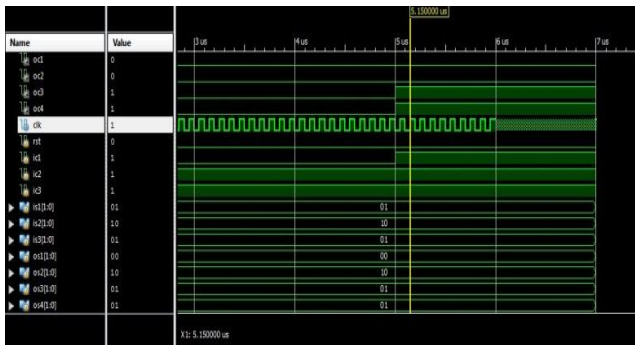 5.150000 us
Name Value
3 us 4 us 5 us 6 us 7 us
oc1 0
oc2 0
oc3 1
oc4 1
clk 1
rst 0
ic1 1
ic2 1
ic3 1
is1[1:0] 01 01
is2[1:0] 10 10
is3[1:0] 01 01
os1[1:0] 00 00
os2[1:0] 10 10
os3[1:0] 01 01
os4[1:0] 01 01
X1: 5.150000 us